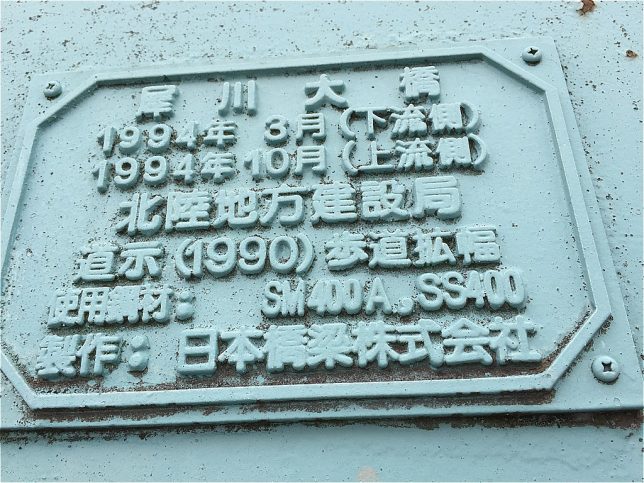 犀川大橋
1994年 3月(下流側)
1994年10月(上流側)
北陸地方建設局
道示(1990)歩道拡幅
使用鋼材: SM400A,SS400
製作:日本橋梁株式会社